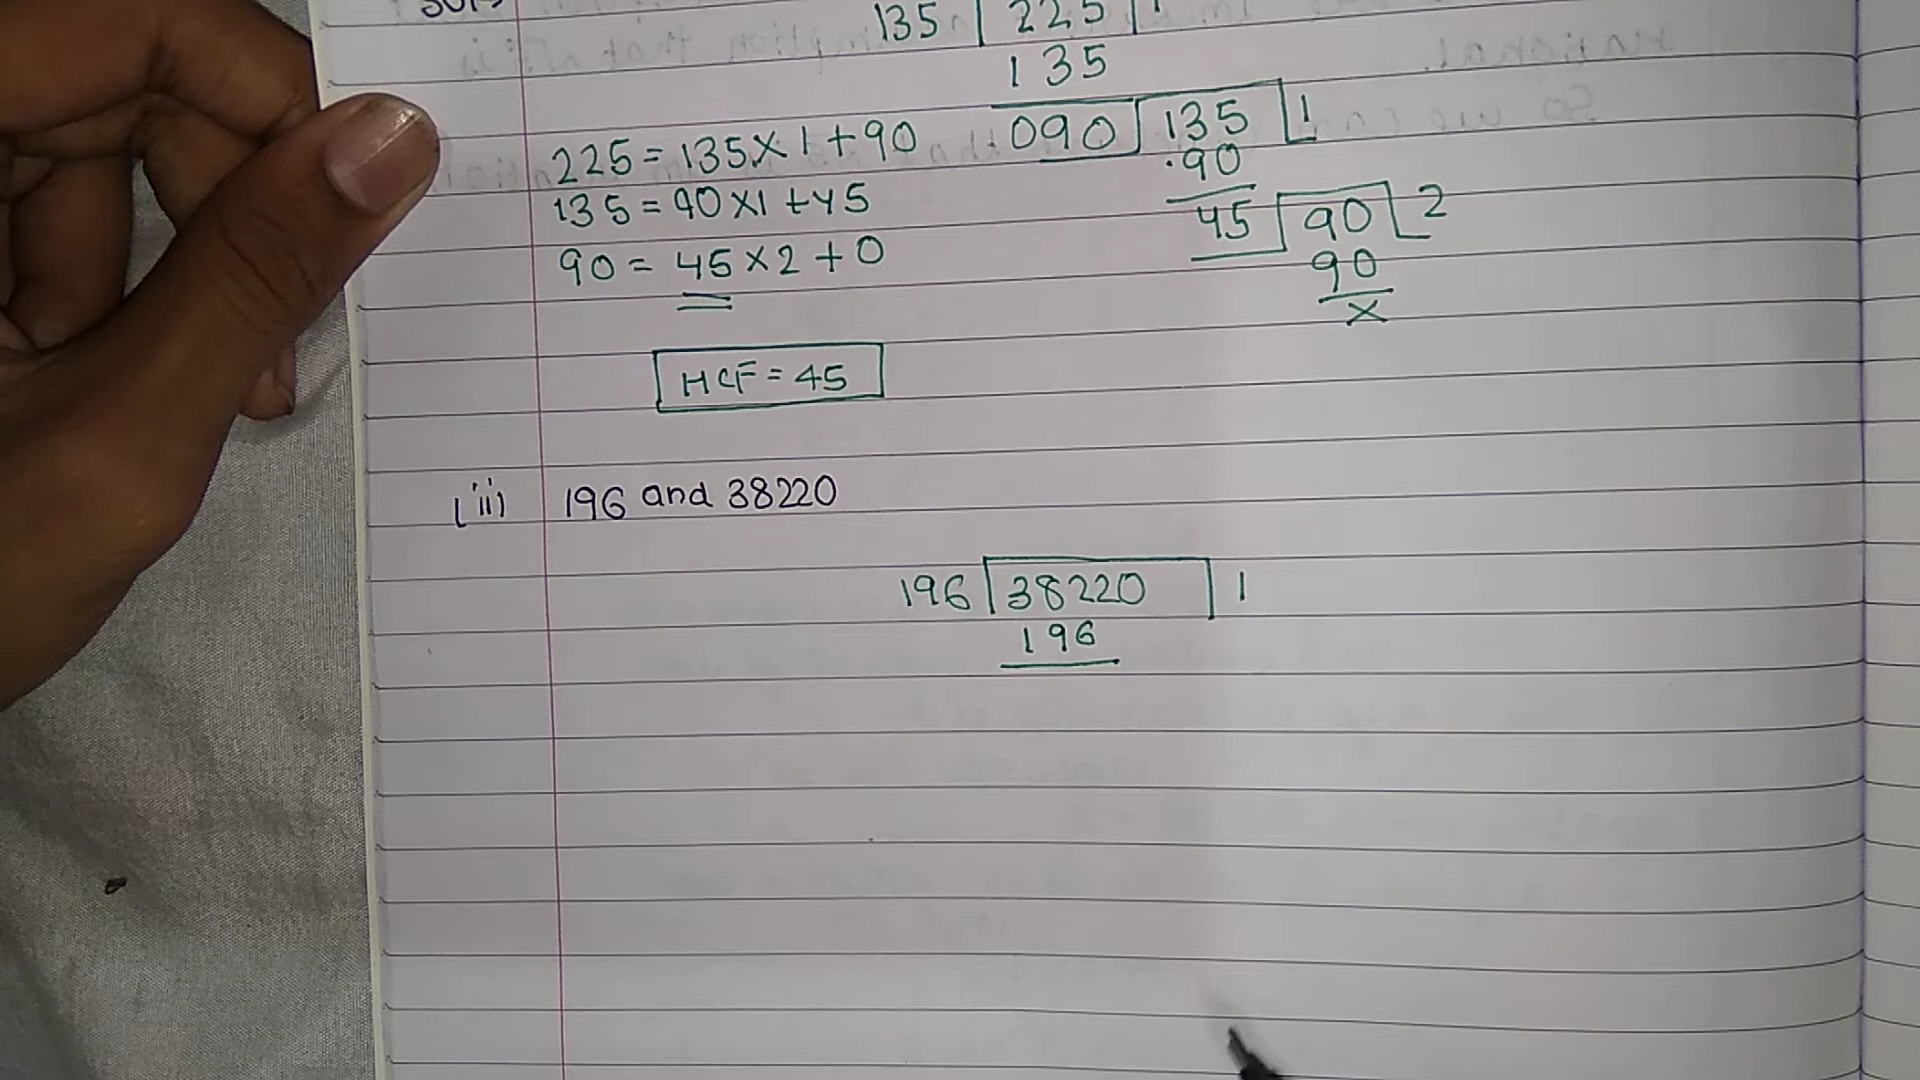 135 225 1
135
225 = 135 x 1 + 90 090 135 1
90
135 = 90 x 1 + 45 45 90 2
90 = 45 x 2 + 0 90
x
HCF = 45
(ii) 196 and 38220
196 38220 1
196